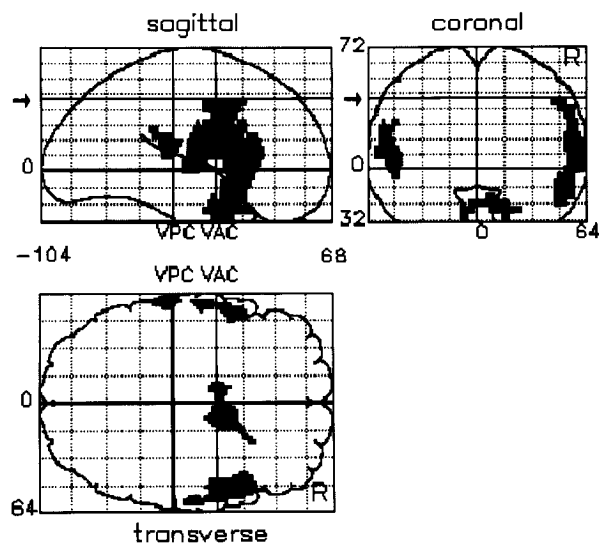 sagittal
coronal
72
R
0
0
32
VPC VAC
0
64
-104
68
VPC VAC
0
64
R
transverse